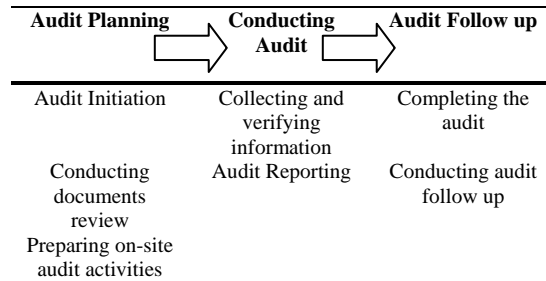 Audit Planning
Conducting
Audit
Audit Follow up
Audit Initiation
Collecting and
verifying
information
Completing the
audit
Conducting
documents
review
Audit Reporting
Conducting audit
follow up
Preparing on-site
audit activities